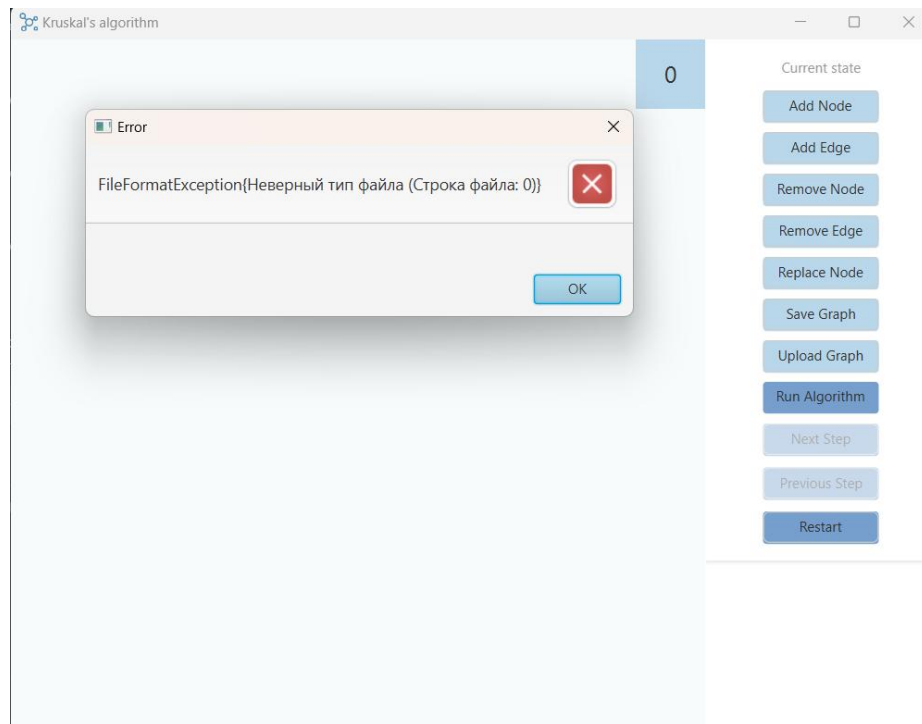 Kruskal's algorithm
0
Current state
Add Node
Add Edge
Remove Node
Remove Edge
Replace Node
Save Graph
Upload Graph
Run Algorithm
Next Step
Previous Step
Restart
Error
FileFormatException{Неверный тип файла (Строка файла: 0)}
OK